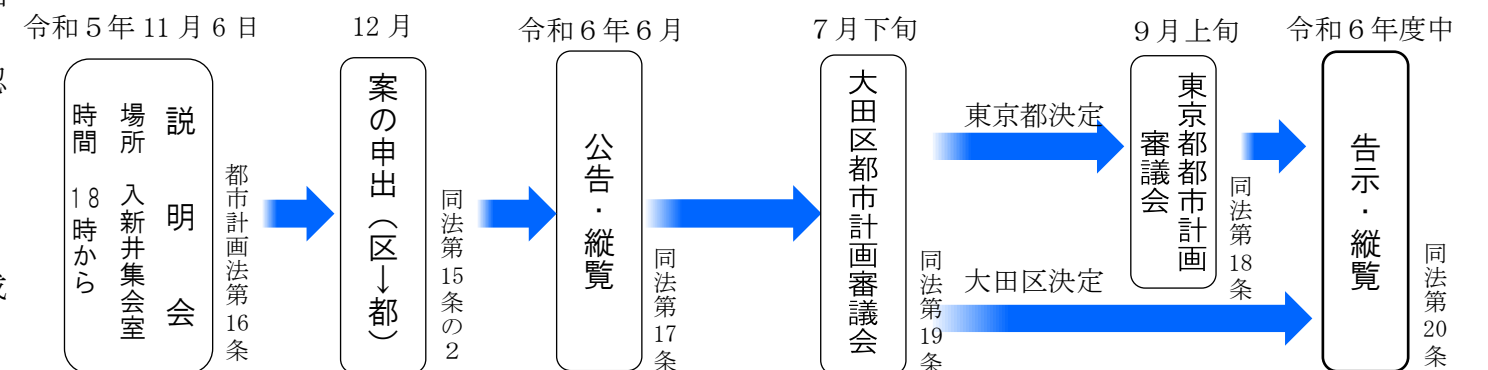 令和５年11月６日
説明会
場所 入新井集会室
時間 18時から
都市計画法第16条
12月
案の申出（区→都）
同法第15条の２
令和６年６月
公告・縦覧
同法第17条
７月下旬
大田区都市計画審議会
同法第19条
東京都決定
大田区決定
９月上旬
東京都都市計画
審議会
同法第18条
令和６年度中
告示・縦覧
同法第20条